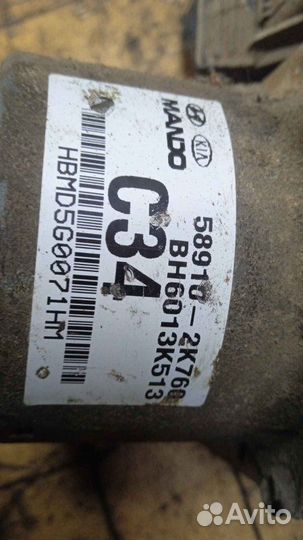 KIA
MANDO
58910-2K760
BH6013K513
C34
HBMD5G0071HM
Avito